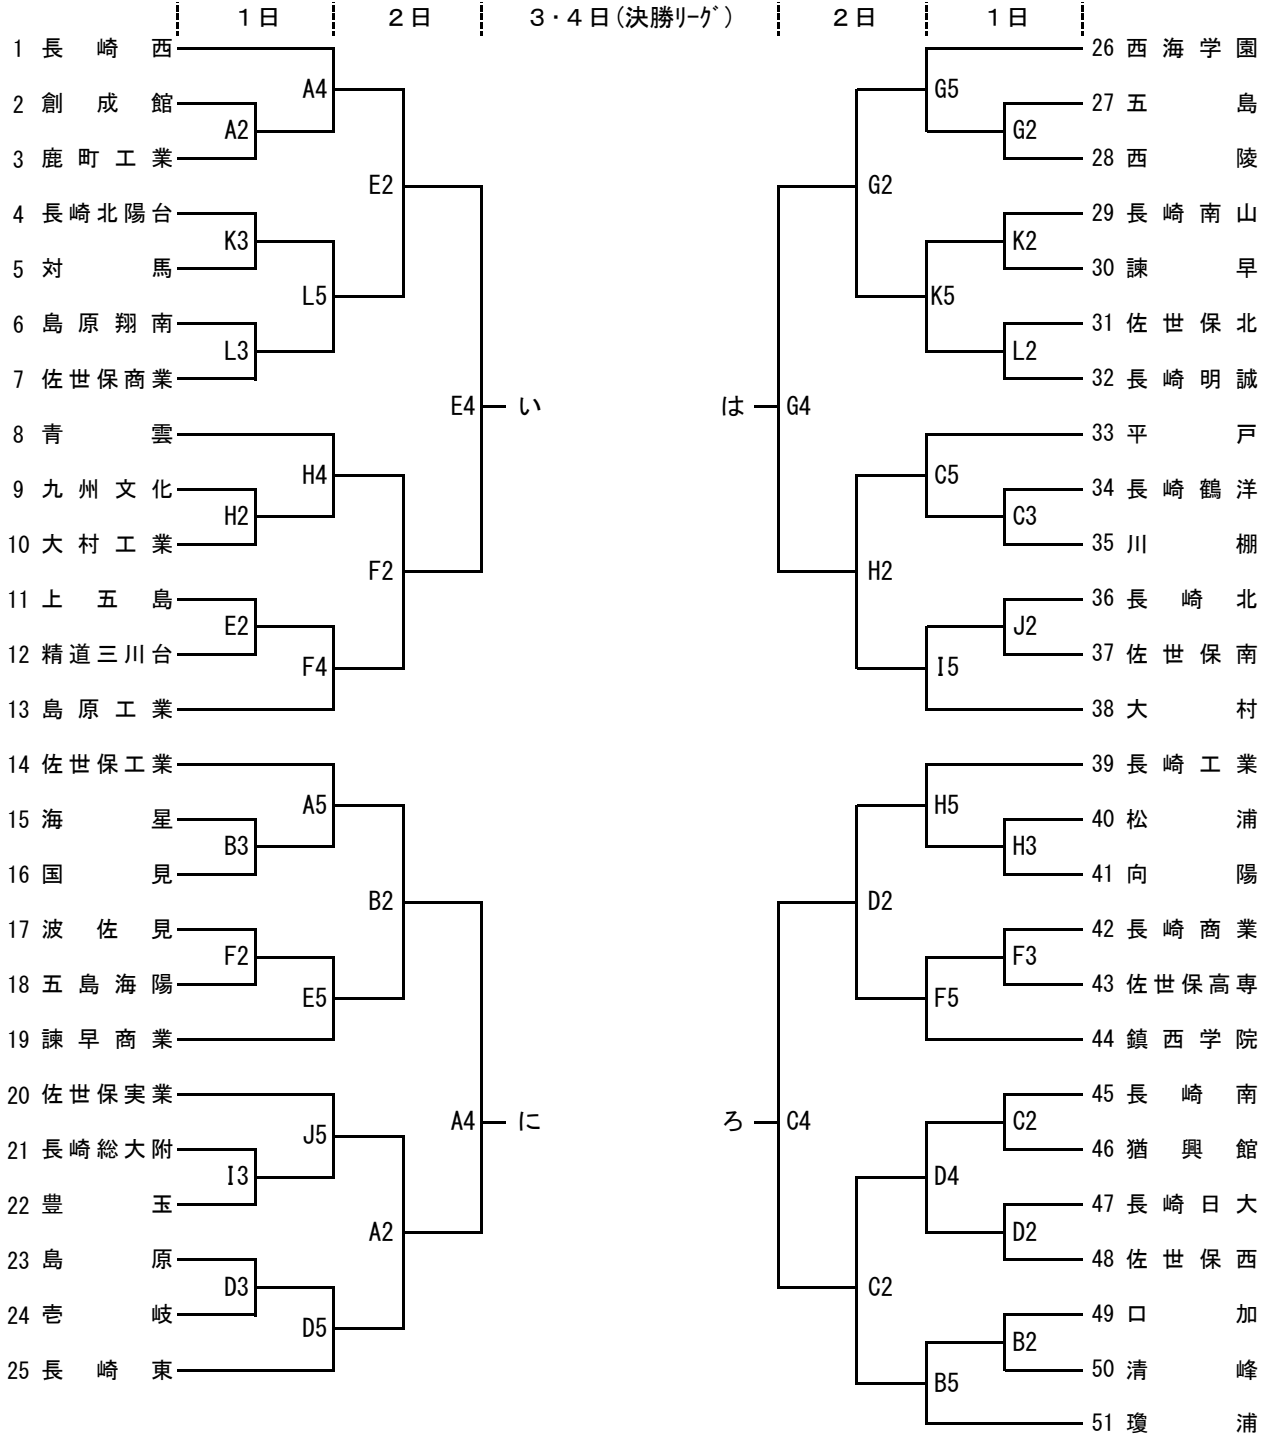 1日 2日 3・4日(決勝ﾘｰｸﾞ) 2日 1日
1 長崎西
2 創成館
3 鹿町工業
4 長崎北陽台
5 対馬
6 島原翔南
7 佐世保商業
8 青雲
9 九州文化
10 大村工業
11 上五島
12 精道三川台
13 島原工業
14 佐世保工業
15 海星
16 国見
17 波佐見
18 五島海陽
19 諫早商業
20 佐世保実業
21 長崎総大附
22 豊玉
23 島原
24 壱岐
25 長崎東
A2
K3
L3
H2
E2
B3
F2
I3
D3
A4
L5
H4
F4
A5
E5
J5
D5
E2
F2
B2
A2
E4 い
A4 に
は G4
ろ C4
G2
H2
D2
C2
G5
K5
C5
I5
H5
F5
D4
B5
G2
K2
L2
C3
J2
H3
F3
C2
D2
B2
26 西海学園
27 五島
28 西陵
29 長崎南山
30 諫早
31 佐世保北
32 長崎明誠
33 平戸
34 長崎鶴洋
35 川棚
36 長崎北
37 佐世保南
38 大村
39 長崎工業
40 松浦
41 向陽
42 長崎商業
43 佐世保高専
44 鎮西学院
45 長崎南
46 猶興館
47 長崎日大
48 佐世保西
49 口加
50 清峰
51 瓊浦